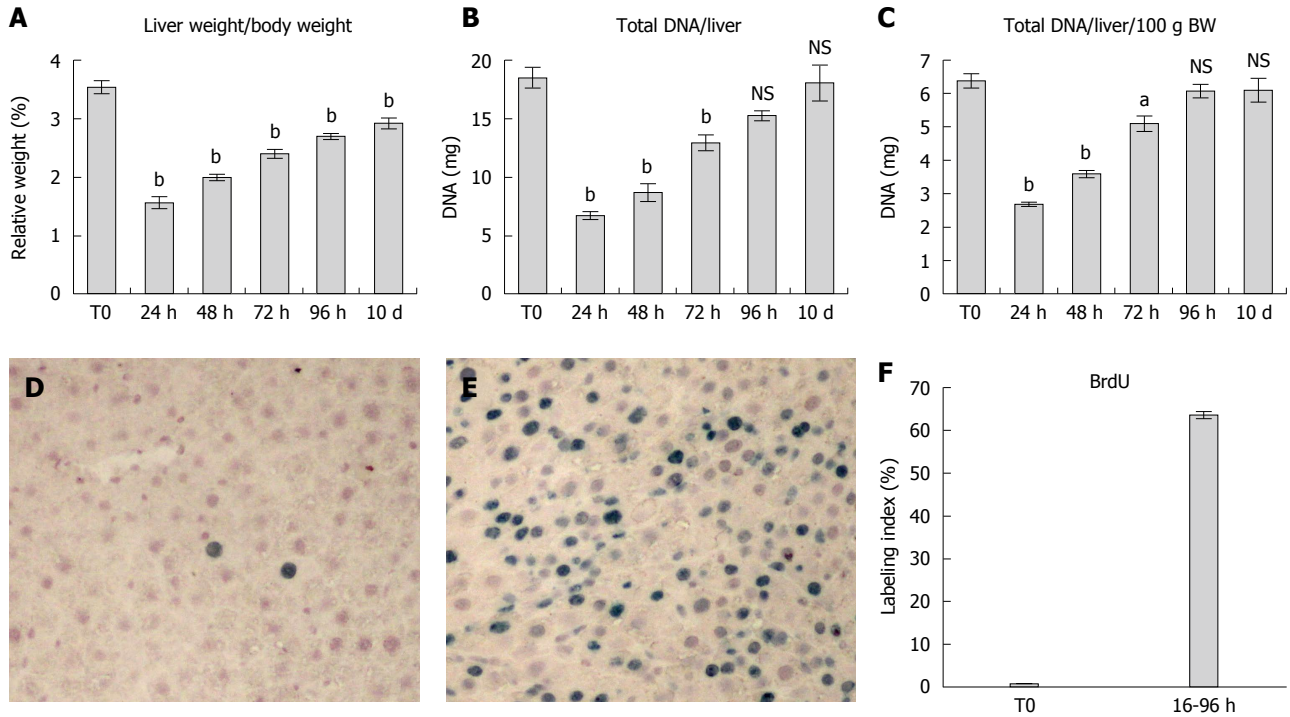 A
Liver weight/body weight
Relative weight (%)
4
3
2
1
0
b
b
b
b
b
T0 24 h 48 h 72 h 96 h 10 d
B
Total DNA/liver
DNA (mg)
20
15
10
5
0
b
b
b
NS
NS
T0 24 h 48 h 72 h 96 h 10 d
C
Total DNA/liver/100 g BW
DNA (mg)
7
6
5
4
3
2
1
0
b
b
a
NS
NS
T0 24 h 48 h 72 h 96 h 10 d
D
E
F
BrdU
Labeling index (%)
70
60
50
40
30
20
10
0
T0 16-96 h